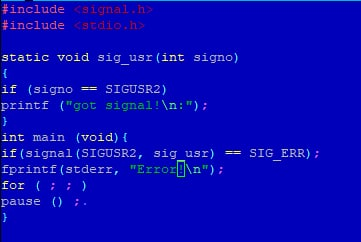 #include <signal.h>
#include <stdio.h>
static void sig_usr(int signo)
{
if (signo == SIGUSR2)
printf ("got signal!\n:");
}
int main (void){
if(signal(SIGUSR2, sig_usr) == SIG_ERR);
fprintf(stderr, "Error!\n");
for ( ; ; )
pause () ;.
}